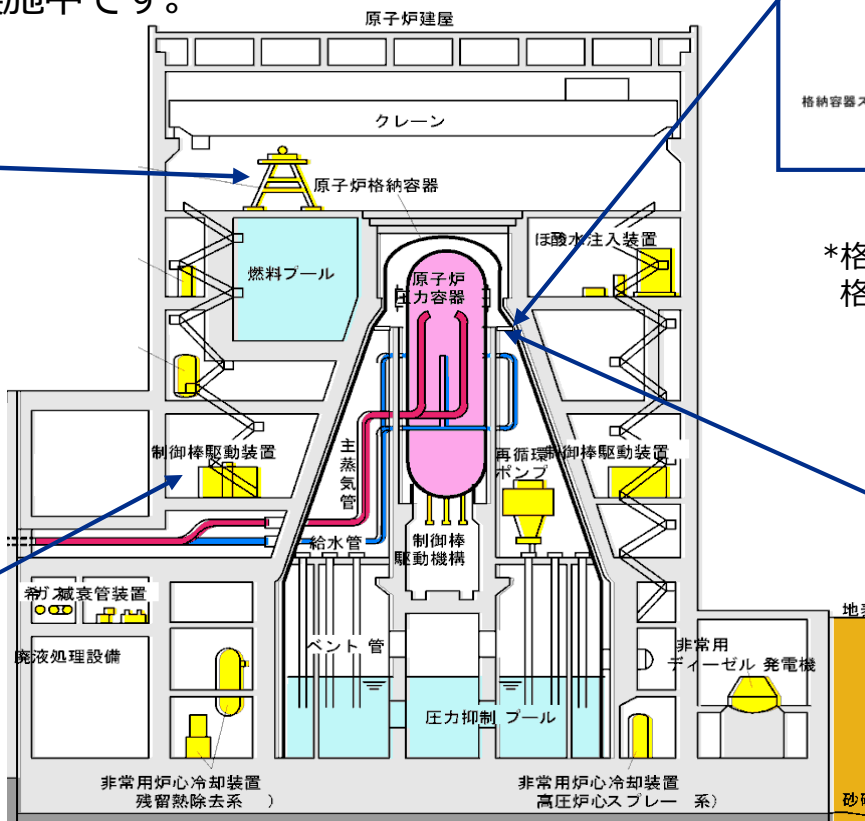 施中です。
原子炉建屋
クレーン
格納容器ス
原子炉格納容器
ほ酸水注入装置
*格
格
燃料プール
原子炉
圧力容器
制御棒駆動装置
主蒸気管
再循環
ポンプ
制御棒駆動装置
給水管
制御棒
駆動機構
希ガス減衰管装置
地表
ベント 管
非常用
ディーゼル 発電機
廃液処理設備
圧力抑制 プール
非常用炉心冷却装置
残留熱除去系 )
非常用炉心冷却装置
高圧炉心スプレー 系)